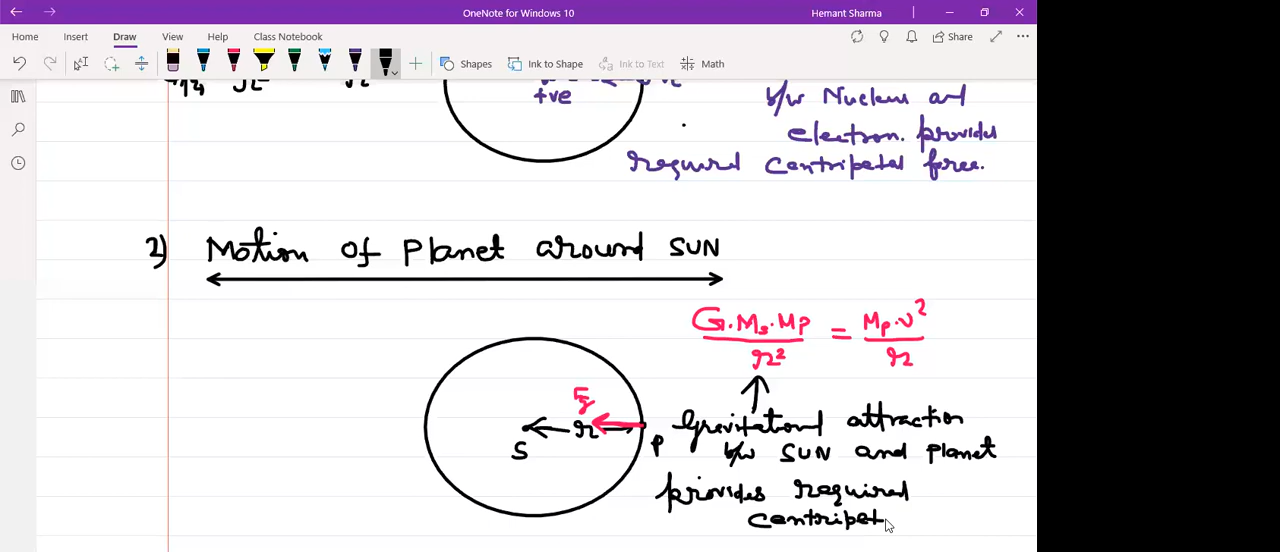 OneNote for Windows 10
Hemant Sharma
Home Insert Draw View Help Class Notebook
Share
Shapes Ink to Shape Ink to Text Math
+ve
b/w Nucleus and
electron. provides
required Centripetal force.
2) Motion of Planet around SUN
G.Ms.Mp / r² = Mp.v² / r
Fg
r
S
P
Gravitational attraction
b/w SUN and Planet
provides required
centripet